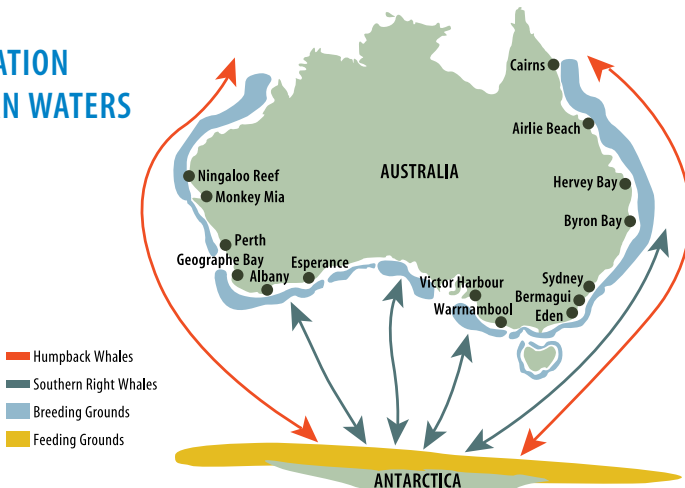 ATION
N WATERS
Cairns
Airlie Beach
AUSTRALIA
Ningaloo Reef
Hervey Bay
Monkey Mia
Byron Bay
Perth
Geographe Bay
Esperance
Albany
Victor Harbour
Sydney
Bermagui
Warrnambool
Eden
Humpback Whales
Southern Right Whales
Breeding Grounds
Feeding Grounds
ANTARCTICA